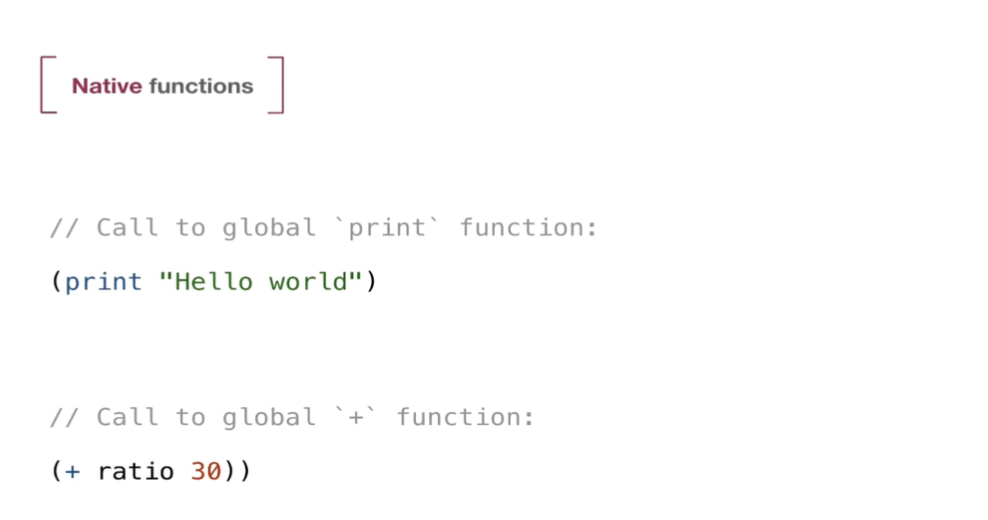 Native functions
// Call to global `print` function:
(print "Hello world")
// Call to global `+` function:
(+ ratio 30))